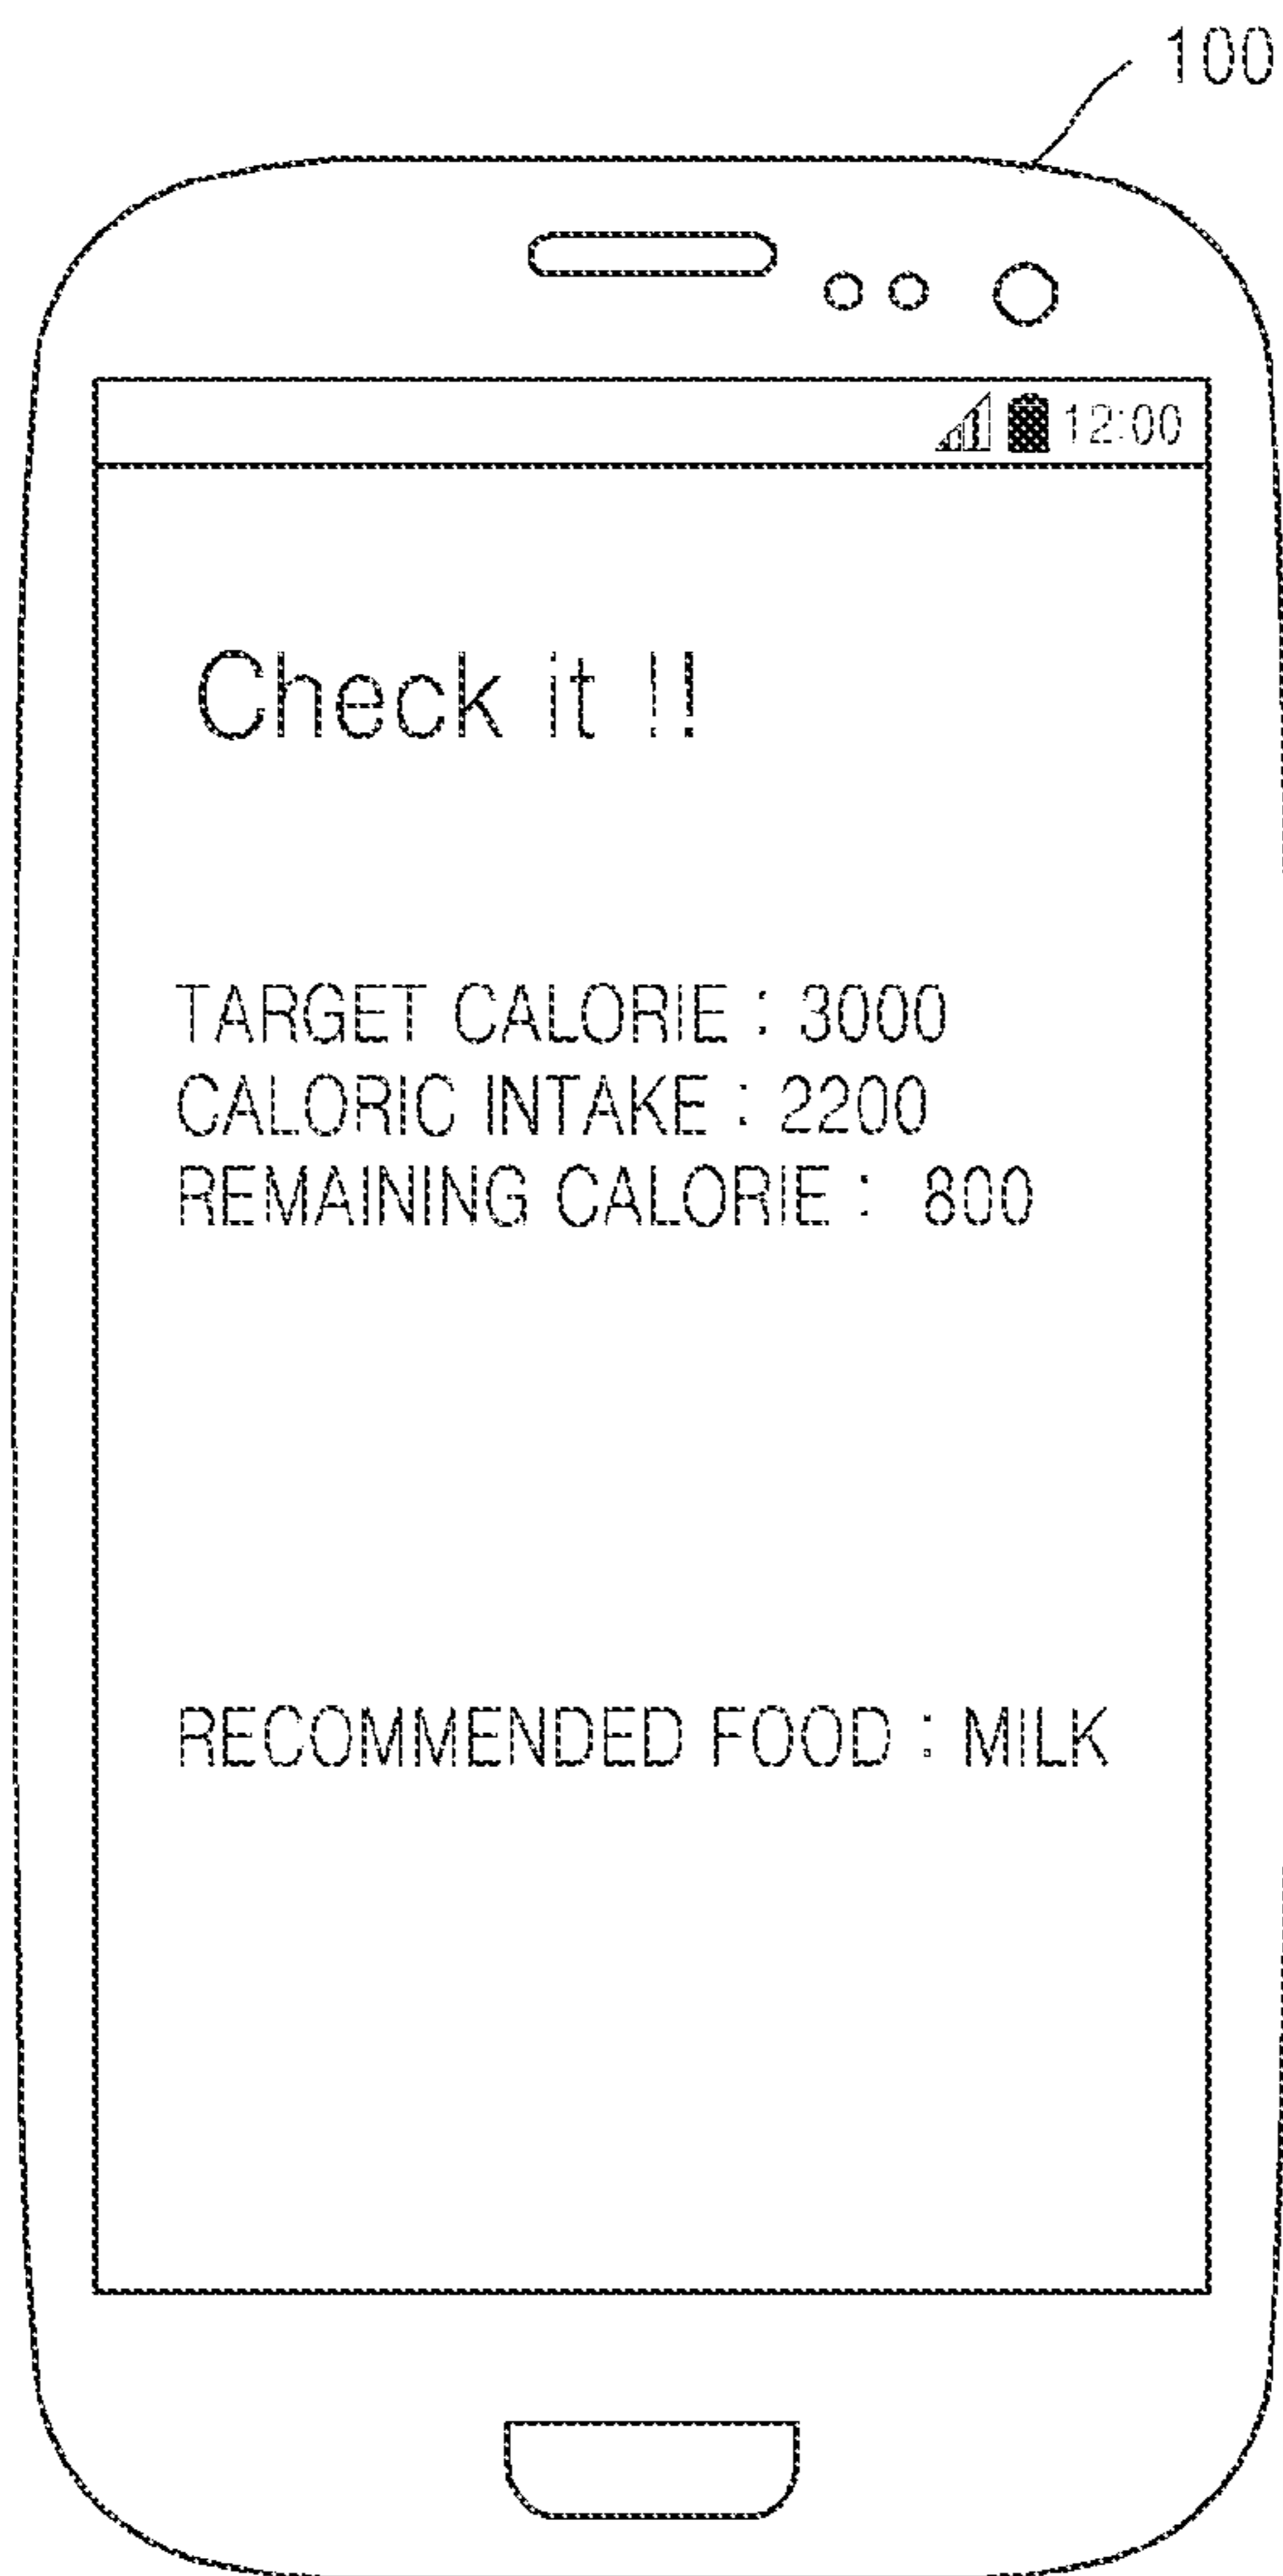 100
12:00
Check it !!
TARGET CALORIE : 3000
CALORIC INTAKE : 2200
REMAINING CALORIE : 800
RECOMMENDED FOOD : MILK